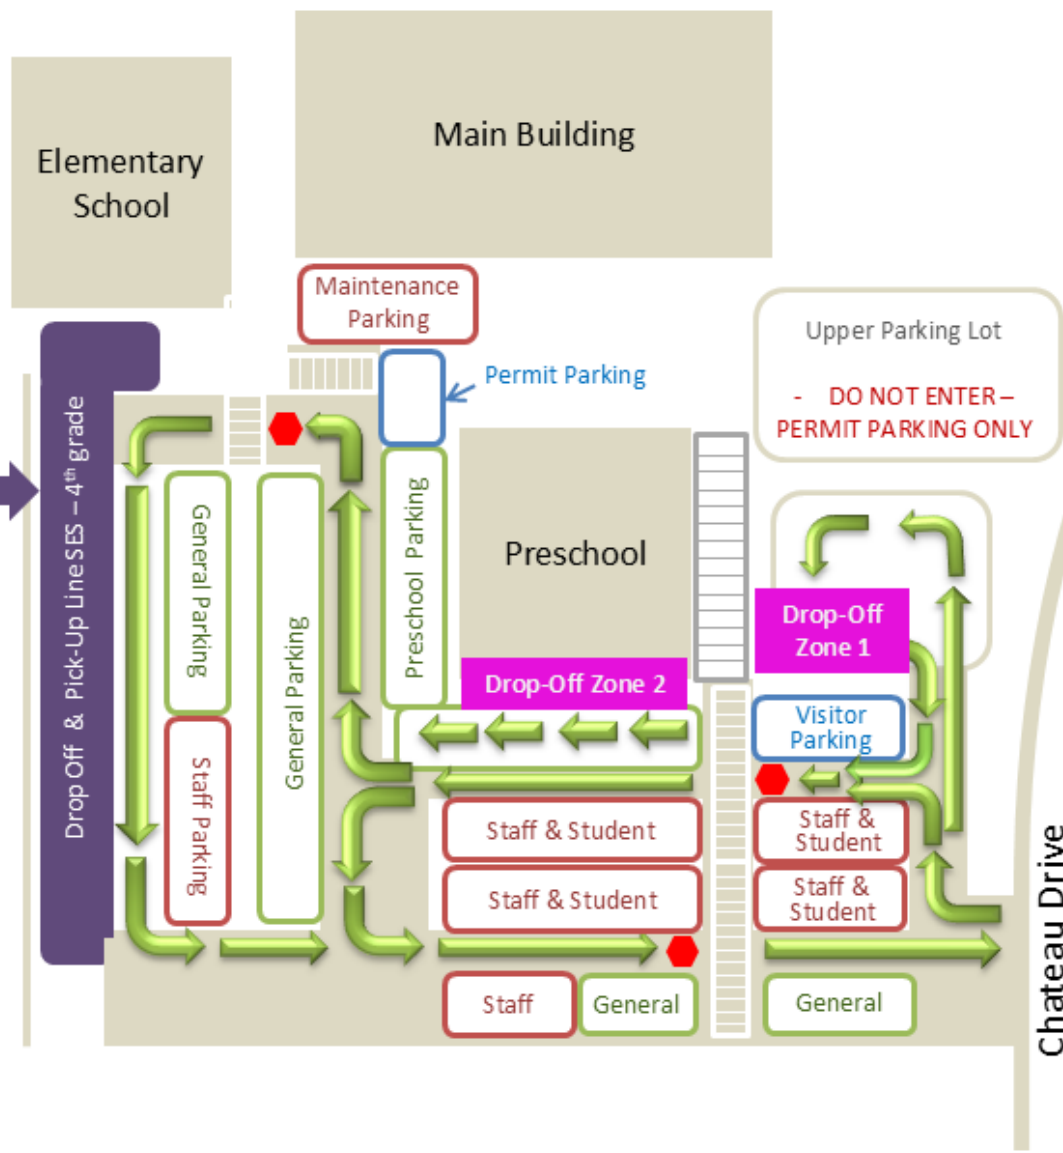 Main Building
Elementary
School
Maintenance
Parking
Permit Parking
Upper Parking Lot
- DO NOT ENTER –
PERMIT PARKING ONLY
Drop Off & Pick-Up Line SES – 4th grade
General Parking
General Parking
Preschool Parking
Staff Parking
Preschool
Drop-Off
Zone 1
Drop-Off Zone 2
Visitor
Parking
Staff & Student
Staff &
Student
Staff & Student
Staff &
Student
Staff
General
General
Chateau Drive